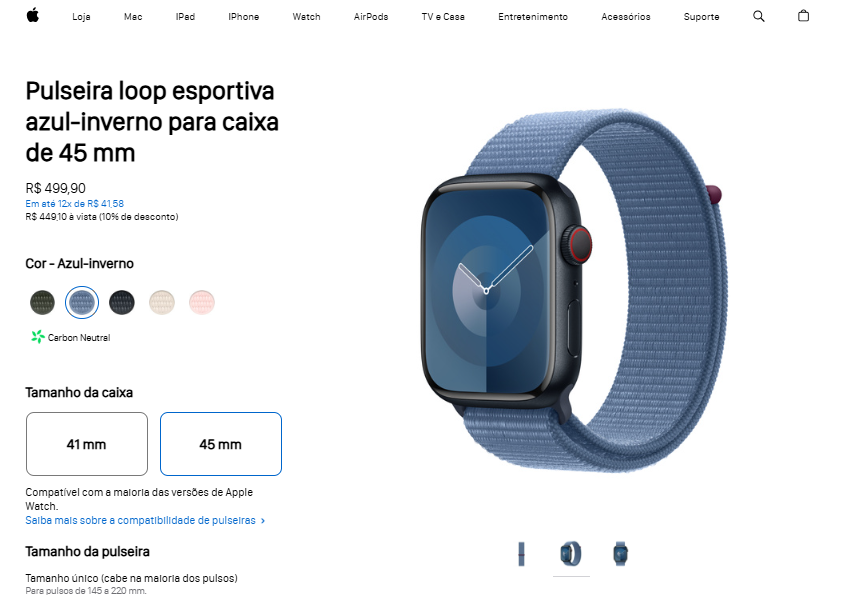 Loja Mac iPad iPhone Watch AirPods TV e Casa Entretenimento Acessórios Suporte
Pulseira loop esportiva
azul-inverno para caixa
de 45 mm
R$ 499,90
Em até 12x de R$ 41,58
R$ 449,10 à vista (10% de desconto)
Cor - Azul-inverno
Carbon Neutral
Tamanho da caixa
41 mm 45 mm
Compatível com a maioria das versões de Apple
Watch.
Saiba mais sobre a compatibilidade de pulseiras >
Tamanho da pulseira
Tamanho único (cabe na maioria dos pulsos)
Para pulsos de 145 a 220 mm.